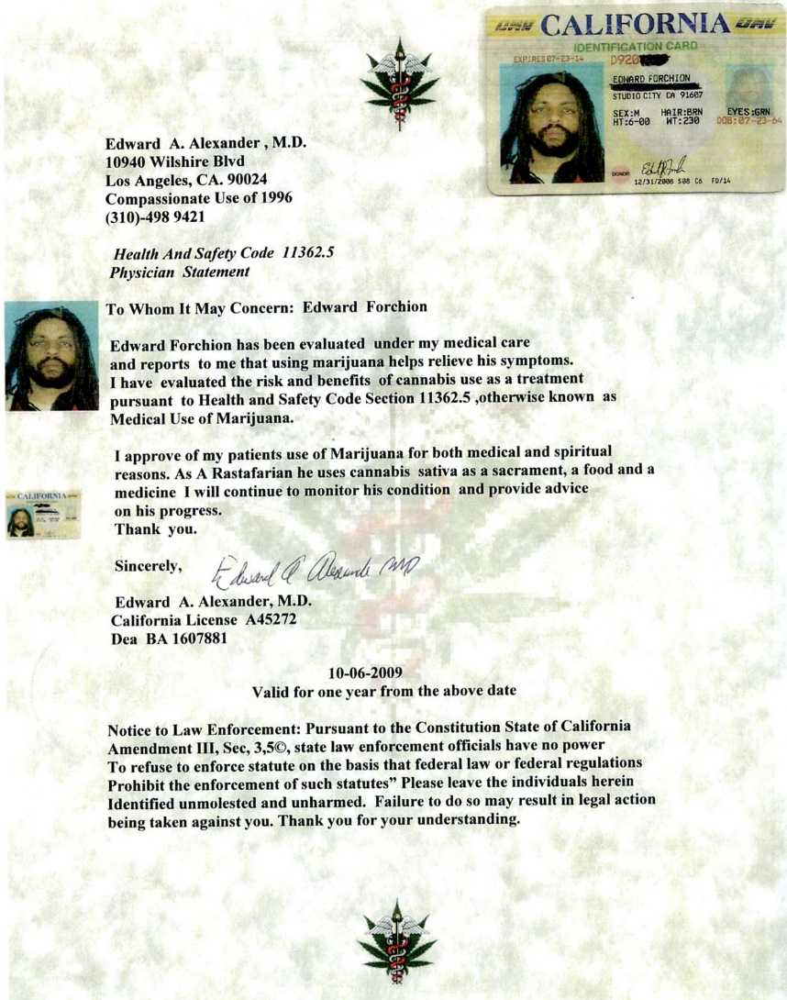 DMV CALIFORNIA DMV
IDENTIFICATION CARD
EXPIRES 07-23-14
D920
EDWARD FORCHION
STUDIO CITY CA 91607
SEX:M HAIR:BRN EYES:GRN
HT:6-00 WT:230 DOB:07-23-64
DONOR
12/31/2008 508 C6 FD/14
Edward A. Alexander , M.D.
10940 Wilshire Blvd
Los Angeles, CA. 90024
Compassionate Use of 1996
(310)-498 9421
Health And Safety Code 11362.5
Physician Statement
To Whom It May Concern: Edward Forchion
Edward Forchion has been evaluated under my medical care
and reports to me that using marijuana helps relieve his symptoms.
I have evaluated the risk and benefits of cannabis use as a treatment
pursuant to Health and Safety Code Section 11362.5 ,otherwise known as
Medical Use of Marijuana.
I approve of my patients use of Marijuana for both medical and spiritual
reasons. As A Rastafarian he uses cannabis sativa as a sacrament, a food and a
medicine I will continue to monitor his condition and provide advice
on his progress.
Thank you.
CALIFORNIA
Sincerely,
Edward A Alexande MD
Edward A. Alexander, M.D.
California License A45272
Dea BA 1607881
10-06-2009
Valid for one year from the above date
Notice to Law Enforcement: Pursuant to the Constitution State of California
Amendment III, Sec, 3,5©, state law enforcement officials have no power
To refuse to enforce statute on the basis that federal law or federal regulations
Prohibit the enforcement of such statutes” Please leave the individuals herein
Identified unmolested and unharmed. Failure to do so may result in legal action
being taken against you. Thank you for your understanding.